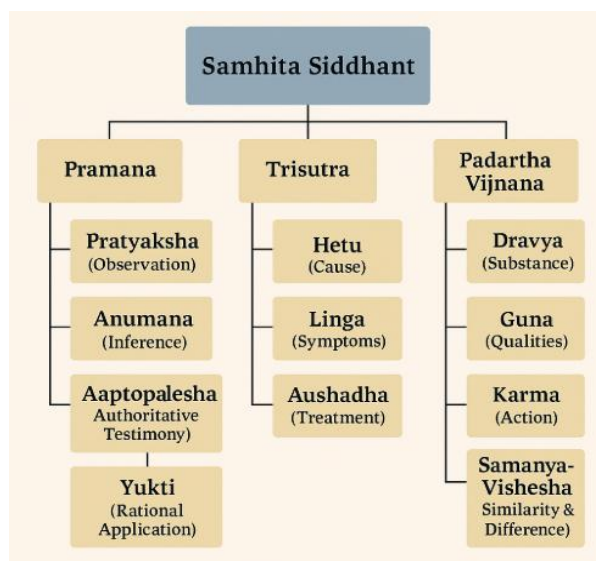 Samhita Siddhant
Pramana
Pratyaksha
(Observation)
Anumana
(Inference)
Aaptopalesha
Authoritative
Testimony)
Yukti
(Rational
Application)
Trisutra
Hetu
(Cause)
Linga
(Symptoms)
Aushadha
(Treatment)
Padartha
Vijnana
Dravya
(Substance)
Guna
(Qualities)
Karma
(Action)
Samanya-
Vishesha
Similarity &
Difference)